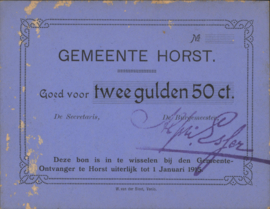 No
GEMEENTE HORST.
Goed voor twee gulden 50 ct.
De Secretaris, De Burgemeester,
Deze bon is in te wisselen bij den Gemeente-
Ontvanger te Horst uiterlijk tot 1 Januari